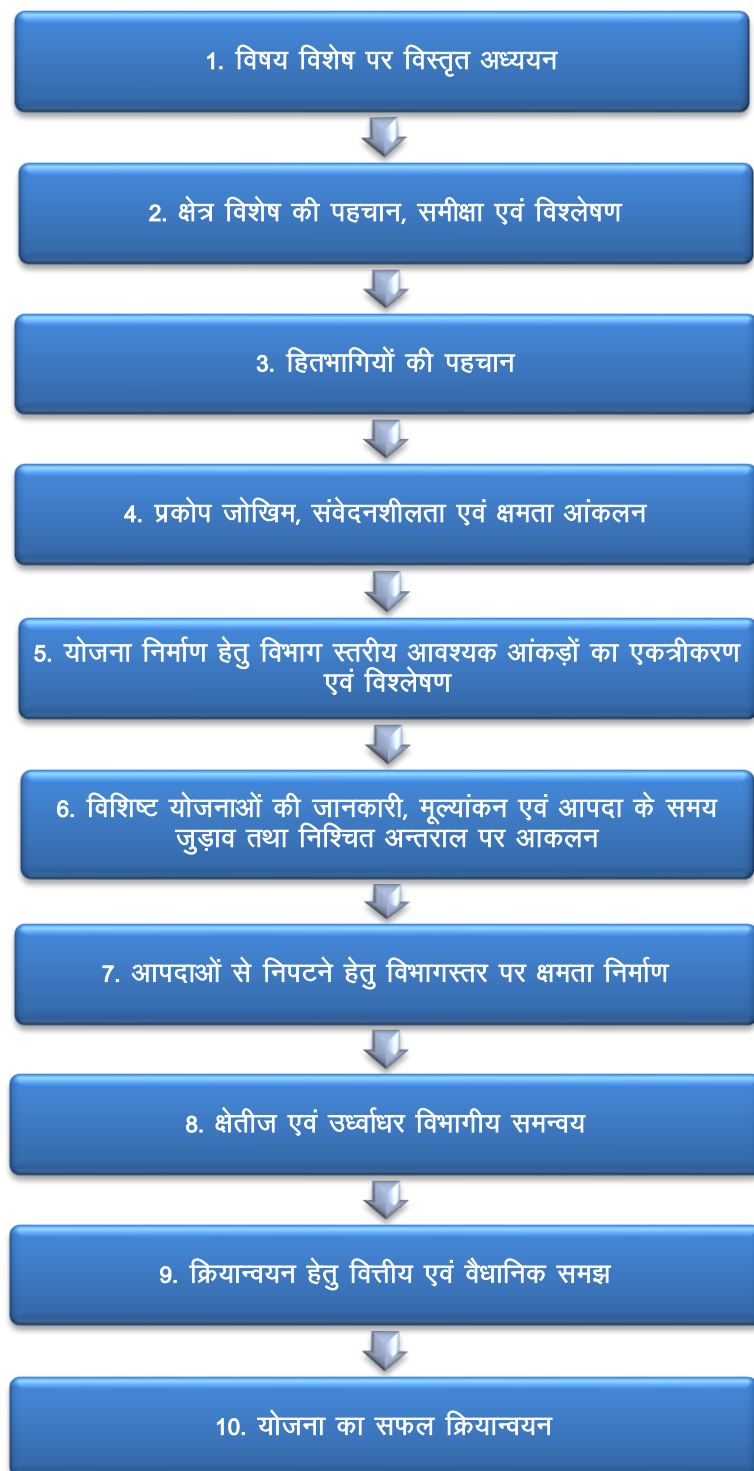 1. विषय विशेष पर विस्तृत अध्ययन
2. क्षेत्र विशेष की पहचान, समीक्षा एवं विश्लेषण
3. हितभागियों की पहचान
4. प्रकोप जोखिम, संवेदनशीलता एवं क्षमता आंकलन
5. योजना निर्माण हेतु विभाग स्तरीय आवश्यक आंकड़ों का एकत्रीकरण
एवं विश्लेषण
6. विशिष्ट योजनाओं की जानकारी, मूल्यांकन एवं आपदा के समय
जुड़ाव तथा निश्चित अन्तराल पर आकलन
7. आपदाओं से निपटने हेतु विभागस्तर पर क्षमता निर्माण
8. क्षेतीज एवं उर्ध्वाधर विभागीय समन्वय
9. क्रियान्वयन हेतु वित्तीय एवं वैधानिक समझ
10. योजना का सफल क्रियान्वयन